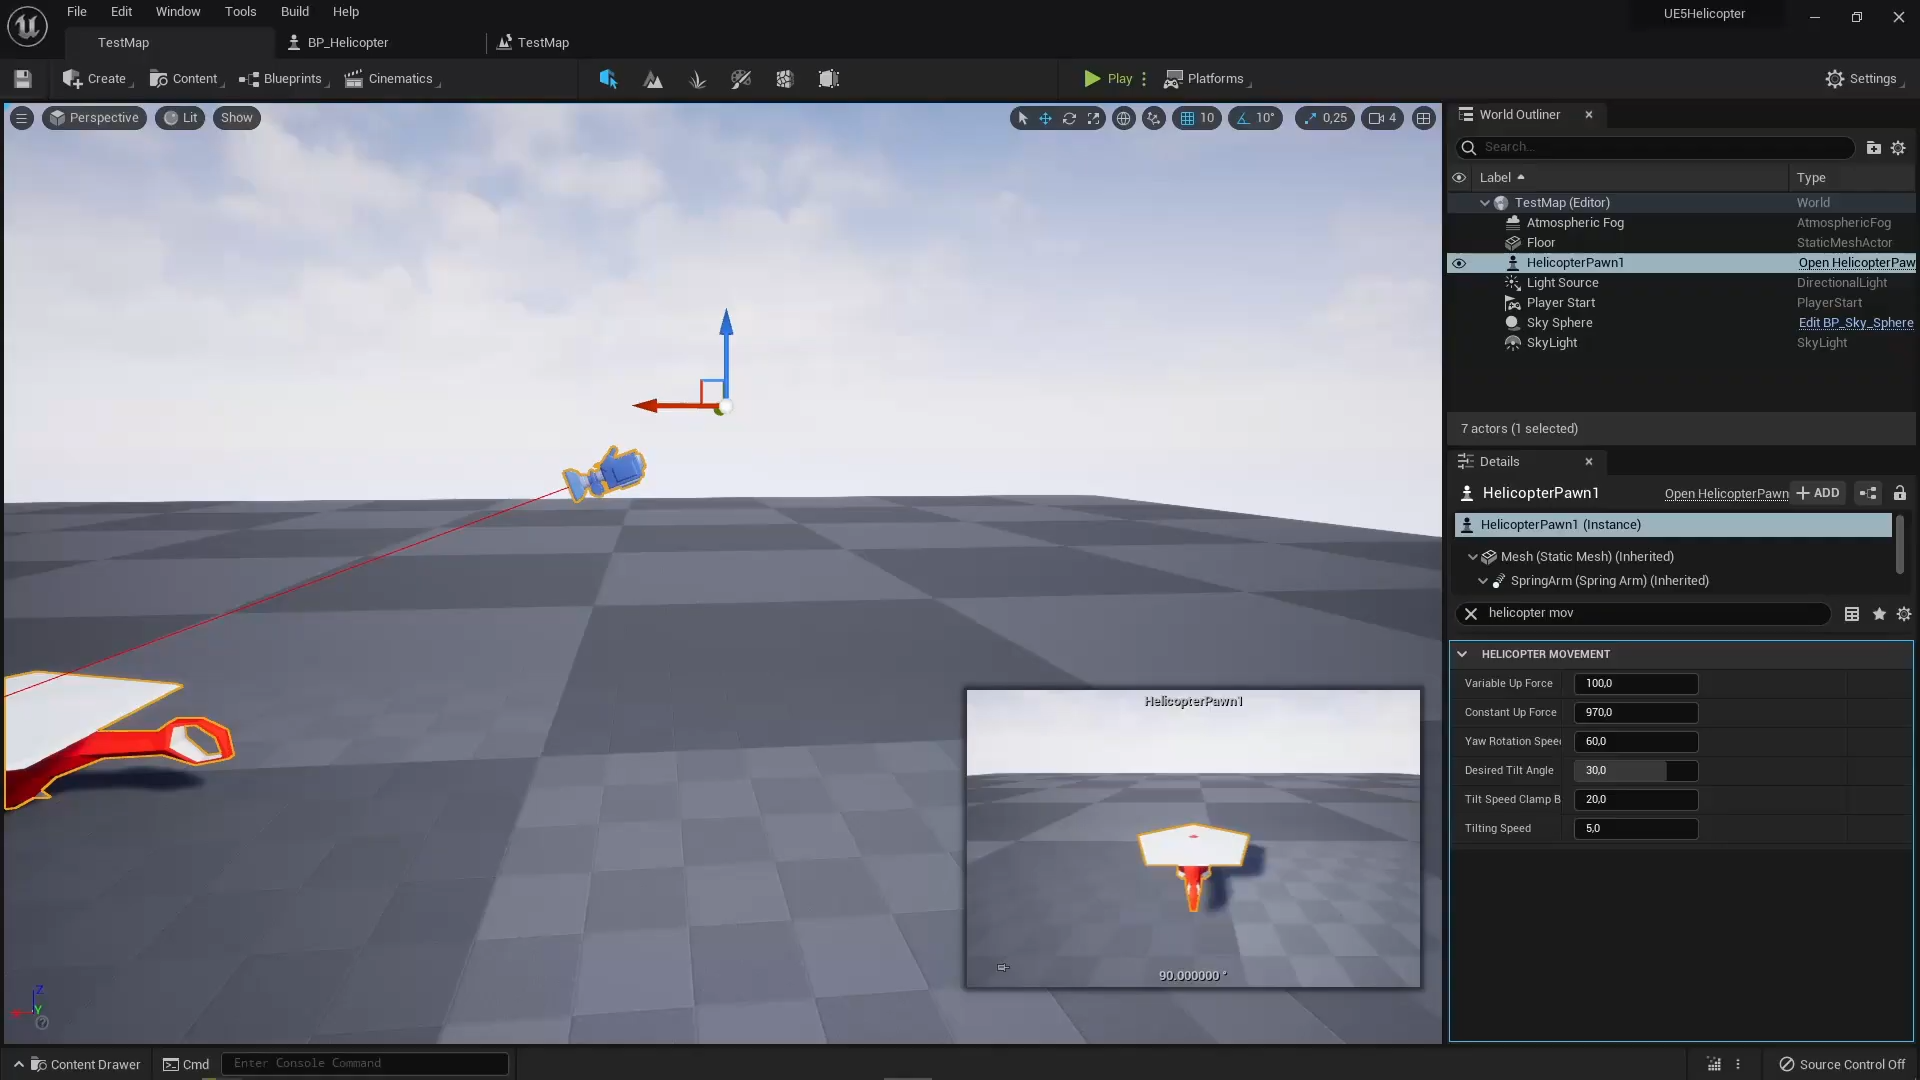 File Edit Window Tools Build Help
UE5Helicopter
TestMap
BP_Helicopter
TestMap
Create Content Blueprints Cinematics
Play Platforms
Settings
Perspective Lit Show
10 10° 0,25 4
World Outliner
Search...
Label Type
TestMap (Editor) World
Atmospheric Fog AtmosphericFog
Floor StaticMeshActor
HelicopterPawn1 Open HelicopterPaw
Light Source DirectionalLight
Player Start PlayerStart
Sky Sphere Edit BP_Sky_Sphere
SkyLight SkyLight
7 actors (1 selected)
Details
HelicopterPawn1 Open HelicopterPawn ADD
HelicopterPawn1 (Instance)
Mesh (Static Mesh) (Inherited)
SpringArm (Spring Arm) (Inherited)
helicopter mov
HELICOPTER MOVEMENT
Variable Up Force 100,0
Constant Up Force 970,0
Yaw Rotation Speed 60,0
Desired Tilt Angle 30,0
Tilt Speed Clamp B 20,0
Tilting Speed 5,0
HelicopterPawn1
90.000000 °
Z
Y
Content Drawer Cmd Enter Console Command
Source Control Off